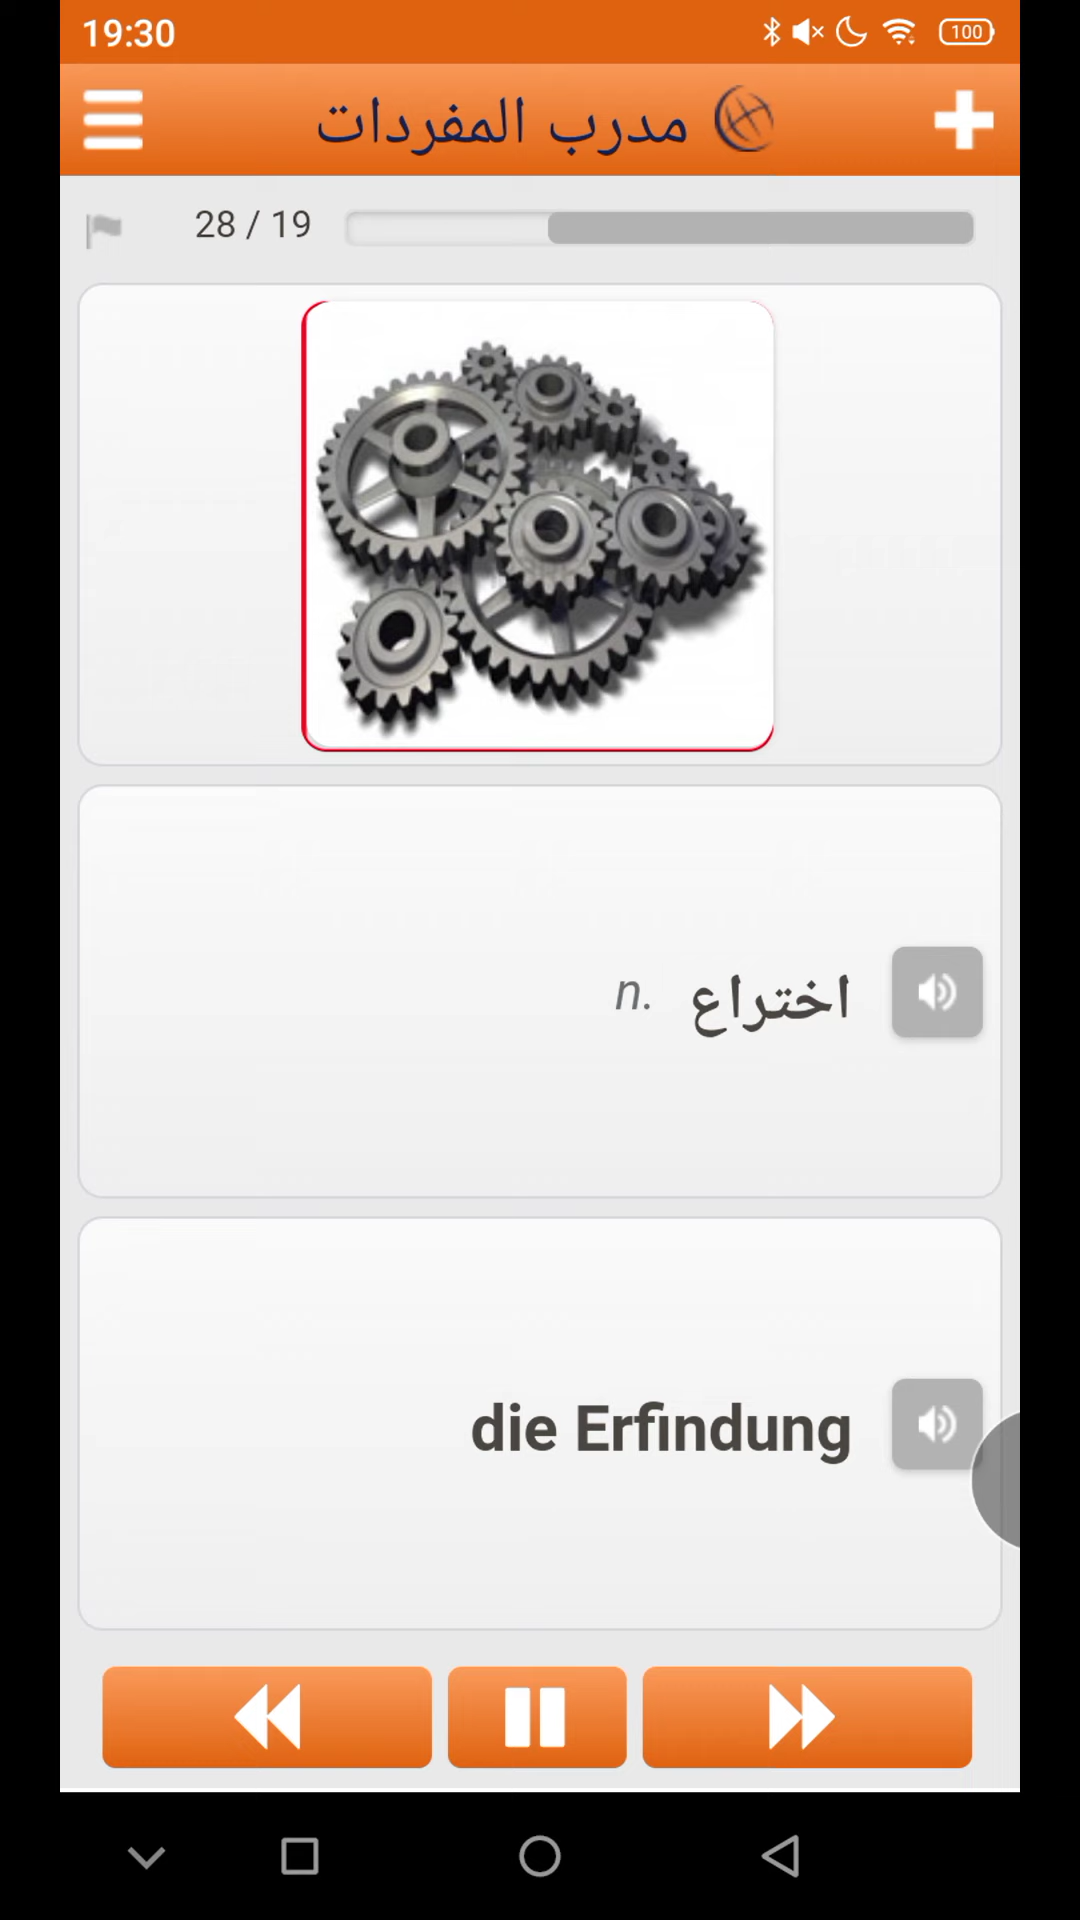 19:30
100
مدرب المفردات
28 / 19
اختراع n.
die Erfindung